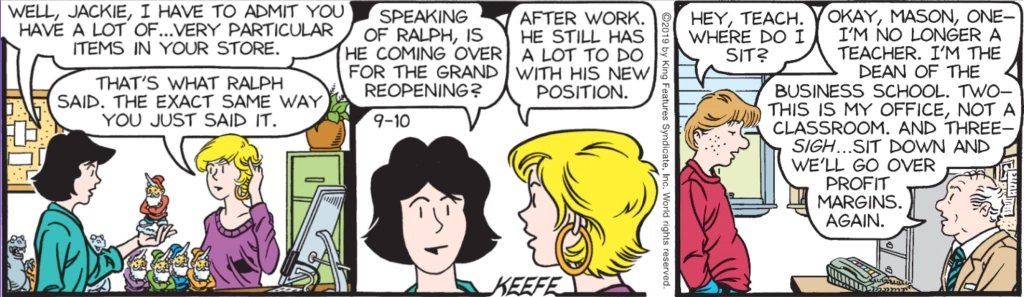 WELL, JACKIE, I HAVE TO ADMIT YOU
HAVE A LOT OF...VERY PARTICULAR
ITEMS IN YOUR STORE.
THAT'S WHAT RALPH
SAID. THE EXACT SAME WAY
YOU JUST SAID IT.
SPEAKING
OF RALPH, IS
HE COMING OVER
FOR THE GRAND
REOPENING?
AFTER WORK.
HE STILL HAS
A LOT TO DO
WITH HIS NEW
POSITION.
9-10
KEEFE
©2019 by King Features Syndicate, Inc. World rights reserved.
HEY, TEACH.
WHERE DO I
SIT?
OKAY, MASON, ONE–
I'M NO LONGER A
TEACHER. I'M THE
DEAN OF THE
BUSINESS SCHOOL. TWO–
THIS IS MY OFFICE, NOT A
CLASSROOM. AND THREE–
SIGH...SIT DOWN AND
WE'LL GO OVER
PROFIT
MARGINS.
AGAIN.